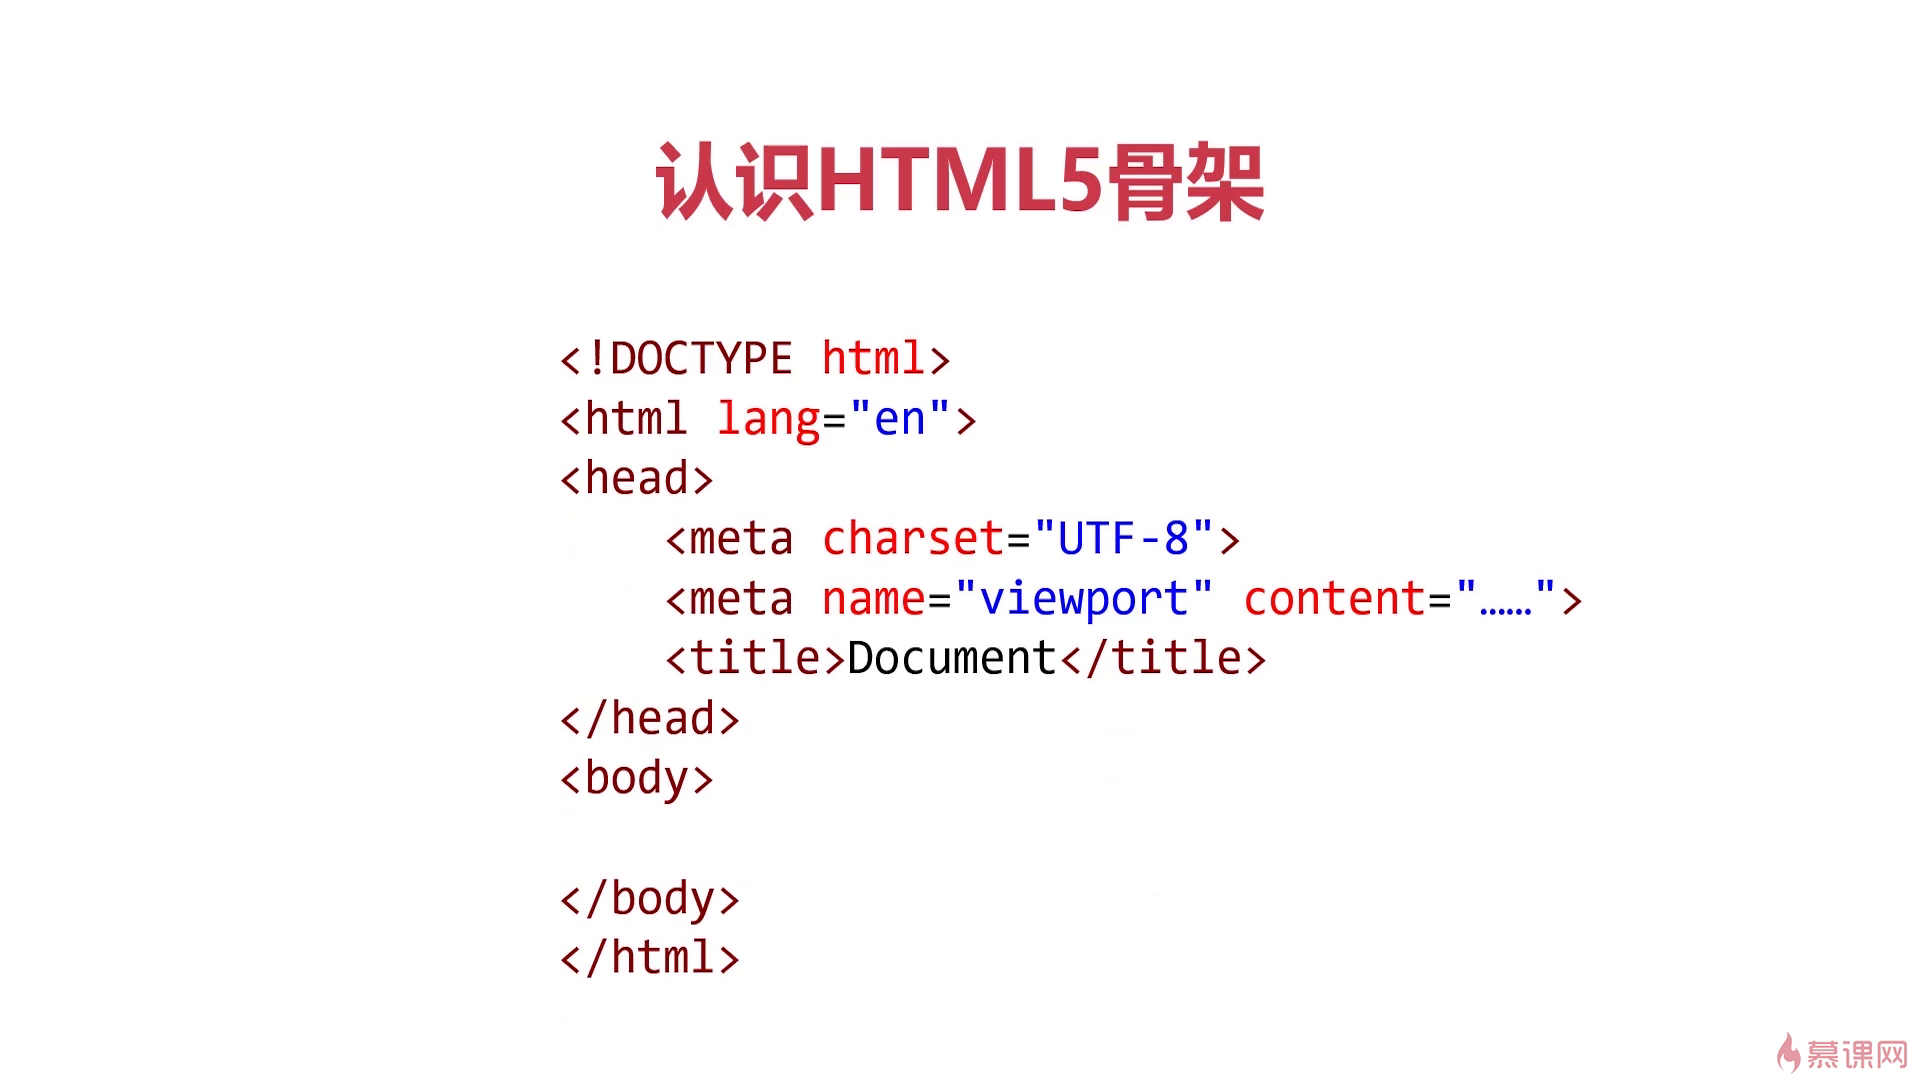 认识HTML5骨架
<!DOCTYPE html>
<html lang="en">
<head>
    <meta charset="UTF-8">
    <meta name="viewport" content="……">
    <title>Document</title>
</head>
<body>

</body>
</html>
慕课网